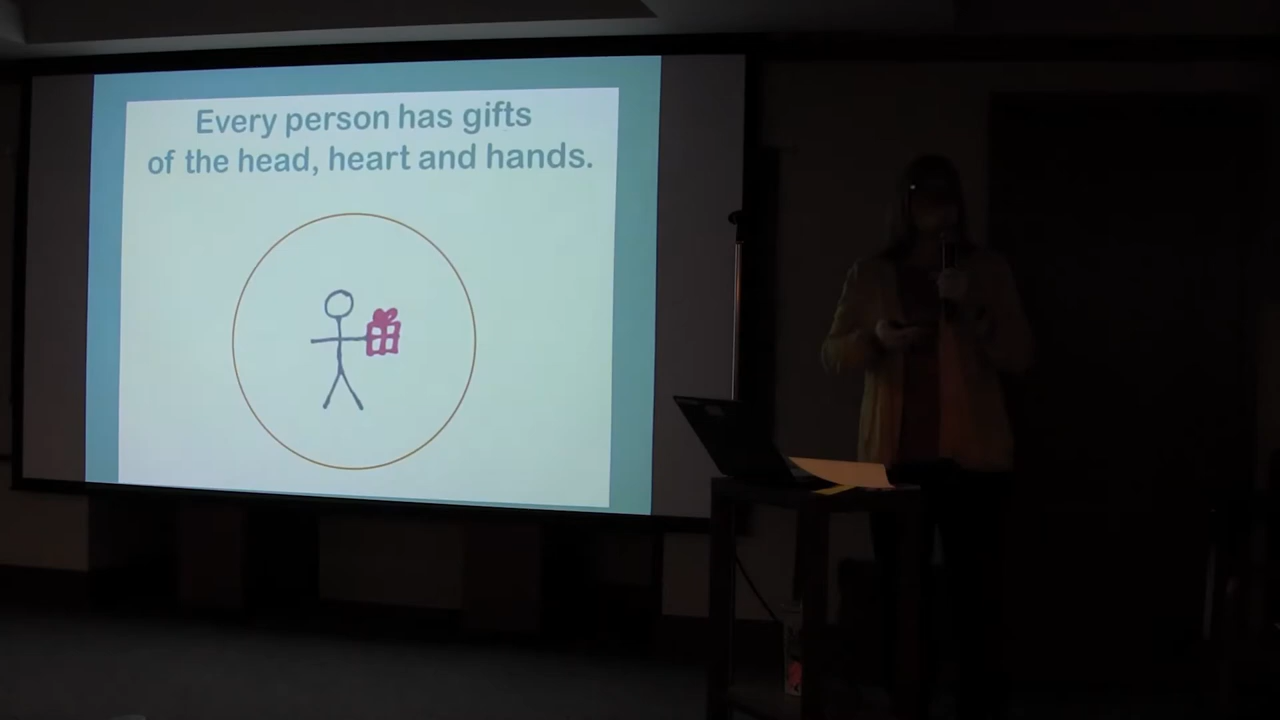 Every person has gifts
of the head, heart and hands.